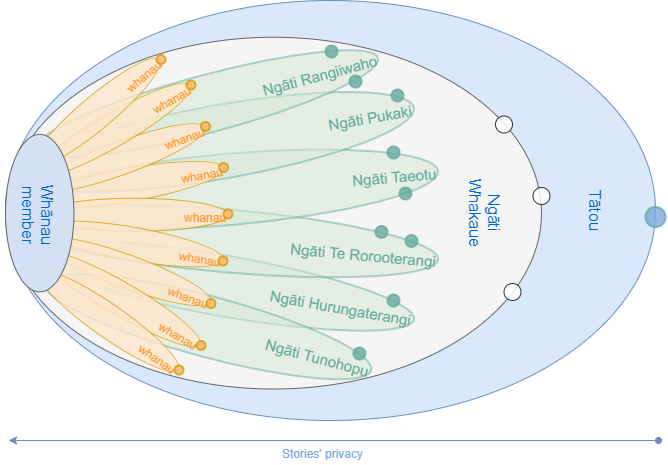 whanau
whanau
whanau
whanau
whanau
whanau
whanau
whanau
whanau
Ngāti Rangiiwaho
Ngāti Pukaki
Ngāti Taeotu
Ngāti Te Rorooterangi
Ngāti Hurungaterangi
Ngāti Tunohopu
Whānau
member
Ngāti
Whakaue
Tātou
Stories' privacy